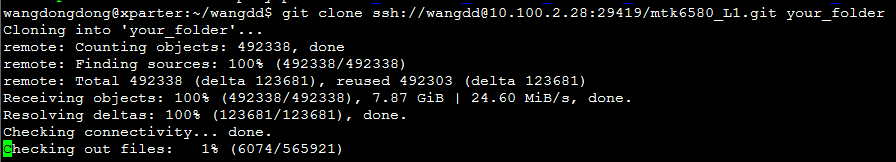 wangdongdong@xparter:~/wangdd$ git clone ssh://wangdd@10.100.2.28:29419/mtk6580_L1.git your_folder
Cloning into 'your_folder'...
remote: Counting objects: 492338, done
remote: Finding sources: 100% (492338/492338)
remote: Total 492338 (delta 123681), reused 492303 (delta 123681)
Receiving objects: 100% (492338/492338), 7.87 GiB | 24.60 MiB/s, done.
Resolving deltas: 100% (123681/123681), done.
Checking connectivity... done.
Checking out files:   1% (6074/565921)